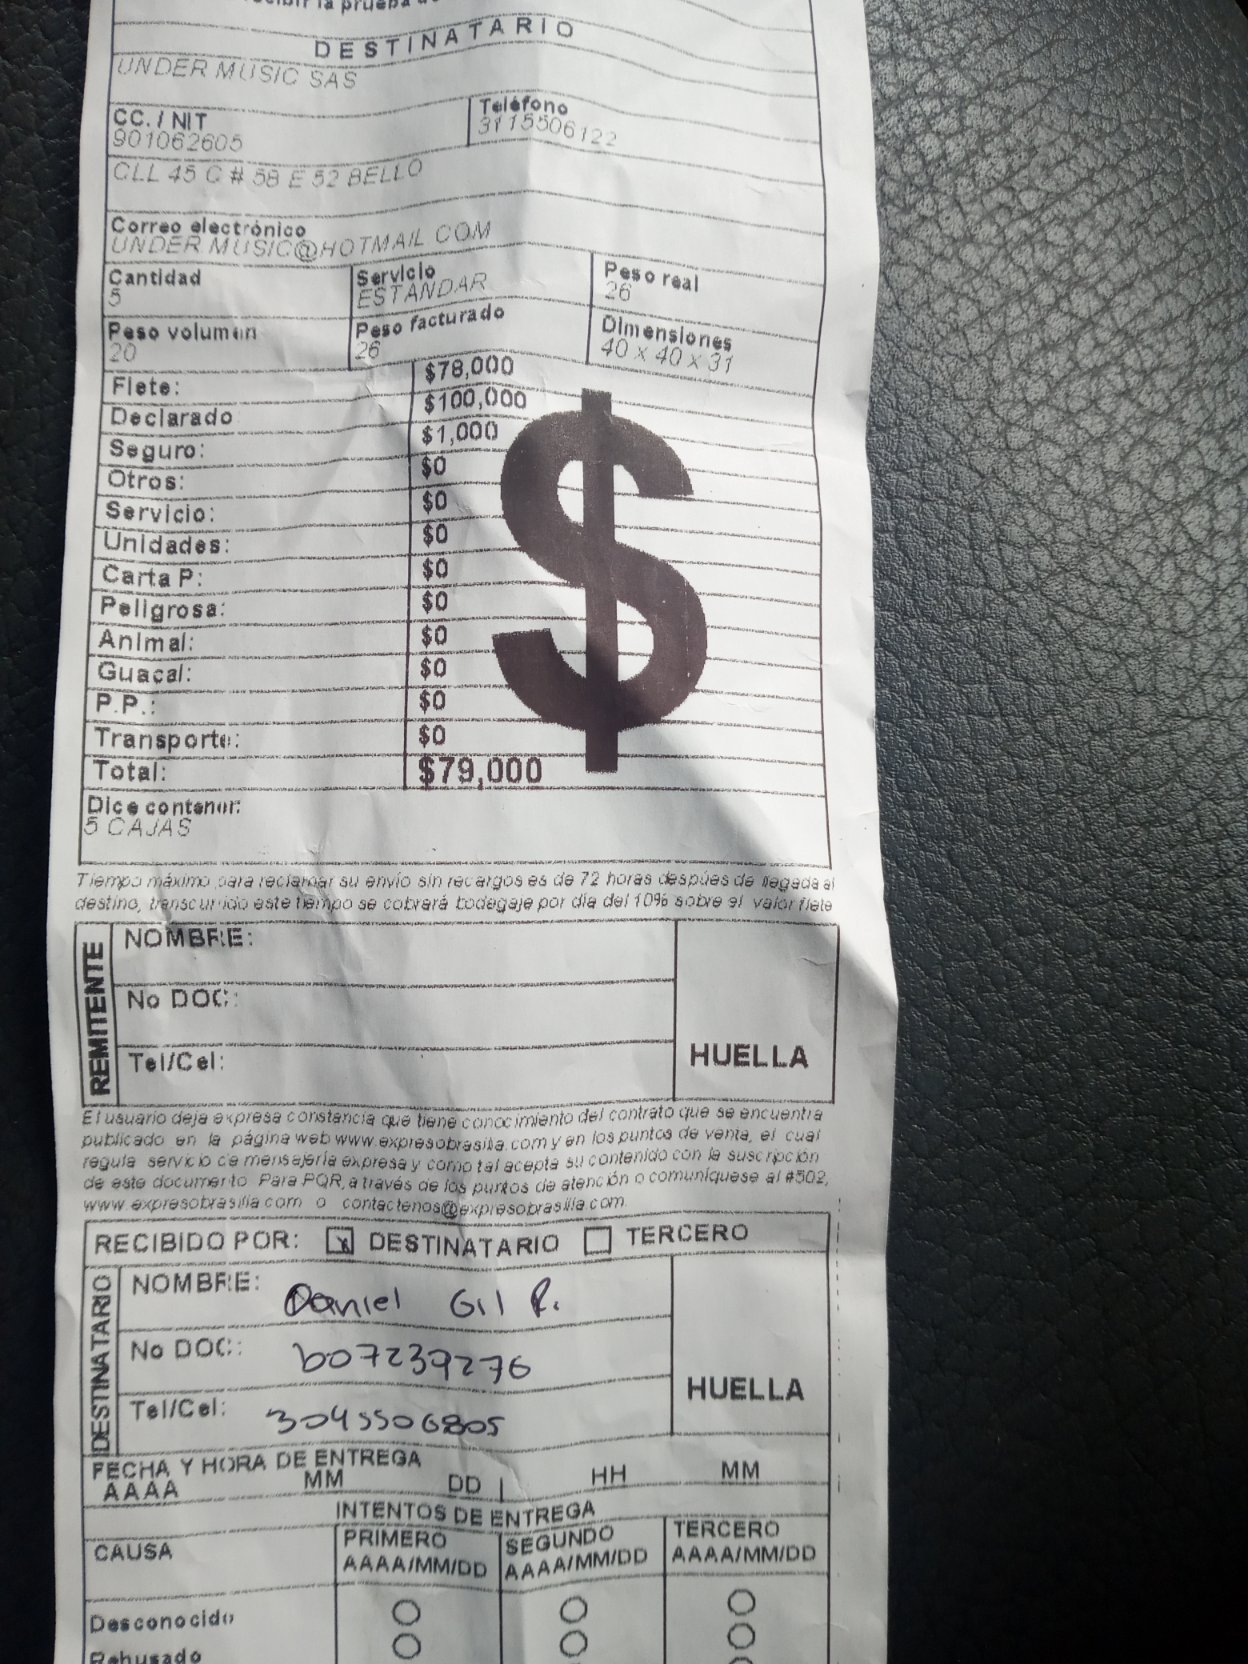 la prueba
DESTINATARIO
UNDER MUSIC SAS
CC. / NIT
901062605
Teléfono
3115506122
CLL 45 C # 58 E 52 BELLO
Correo electrónico
UNDER MUSIC@HOTMAIL COM
Cantidad
5
Servicio
ESTANDAR
Peso real
26
Peso volumen
20
Peso facturado
26
Dimensiones
40 x 40 x 31
Flete: $78,000
Declarado $100,000
Seguro: $1,000
Otros: $0
Servicio: $0
Unidades: $0
Carta P: $0
Peligrosa: $0
Animal: $0
Guacal: $0
P.P.: $0
Transporte: $0
Total: $79,000
$
Dice contener:
5 CAJAS
Tiempo máximo para reclamar su envío sin recargos es de 72 horas despúes de llegada al
destino, transcurrido este tiempo se cobrará bodegaje por día del 10% sobre el valor flete
REMITENTE
NOMBRE:
No DOC:
Tel/Cel:
HUELLA
El usuario deja expresa constancia que tiene conocimiento del contrato que se encuentra
publicado en la página web www.expresobrasilia.com y en los puntos de venta, el cual
regula servicio de mensajería expresa y como tal acepta su contenido con la suscripción
de este documento. Para PQR, a través de los puntos de atención o comuníquese al #502,
www.expresobrasilia.com o contactenos@expresobrasilia.com.
RECIBIDO POR: x DESTINATARIO TERCERO
DESTINATARIO
NOMBRE: Daniel Gil R.
No DOC: 1007239276
Tel/Cel: 3045506805
HUELLA
FECHA Y HORA DE ENTREGA
AAAA MM DD | HH MM
INTENTOS DE ENTREGA
CAUSA
PRIMERO
AAAA/MM/DD
SEGUNDO
AAAA/MM/DD
TERCERO
AAAA/MM/DD
Desconocido
Rehusado